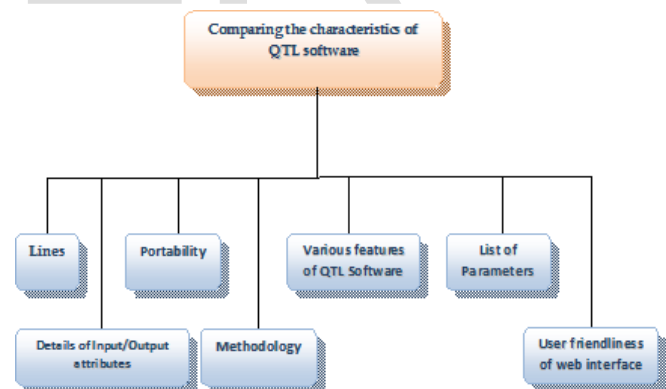 Comparing the characteristics of
QTL software
Lines
Portability
Various features
of QTL Software
List of
Parameters
Details of Input/Output
attributes
Methodology
User friendliness
of web interface